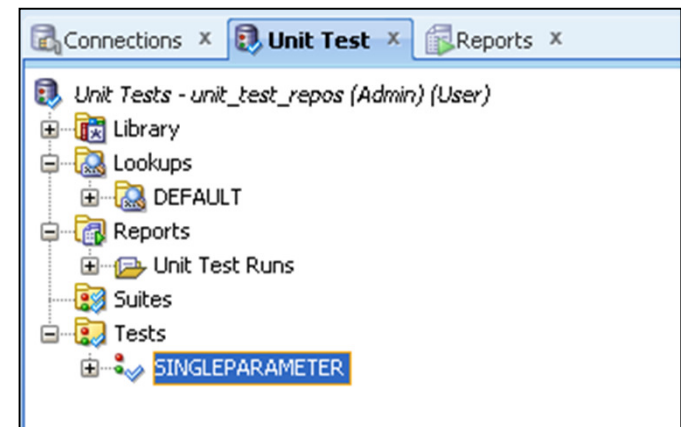 Connections x Unit Test x Reports x
Unit Tests - unit_test_repos (Admin) (User)
Library
Lookups
DEFAULT
Reports
Unit Test Runs
Suites
Tests
SINGLEPARAMETER